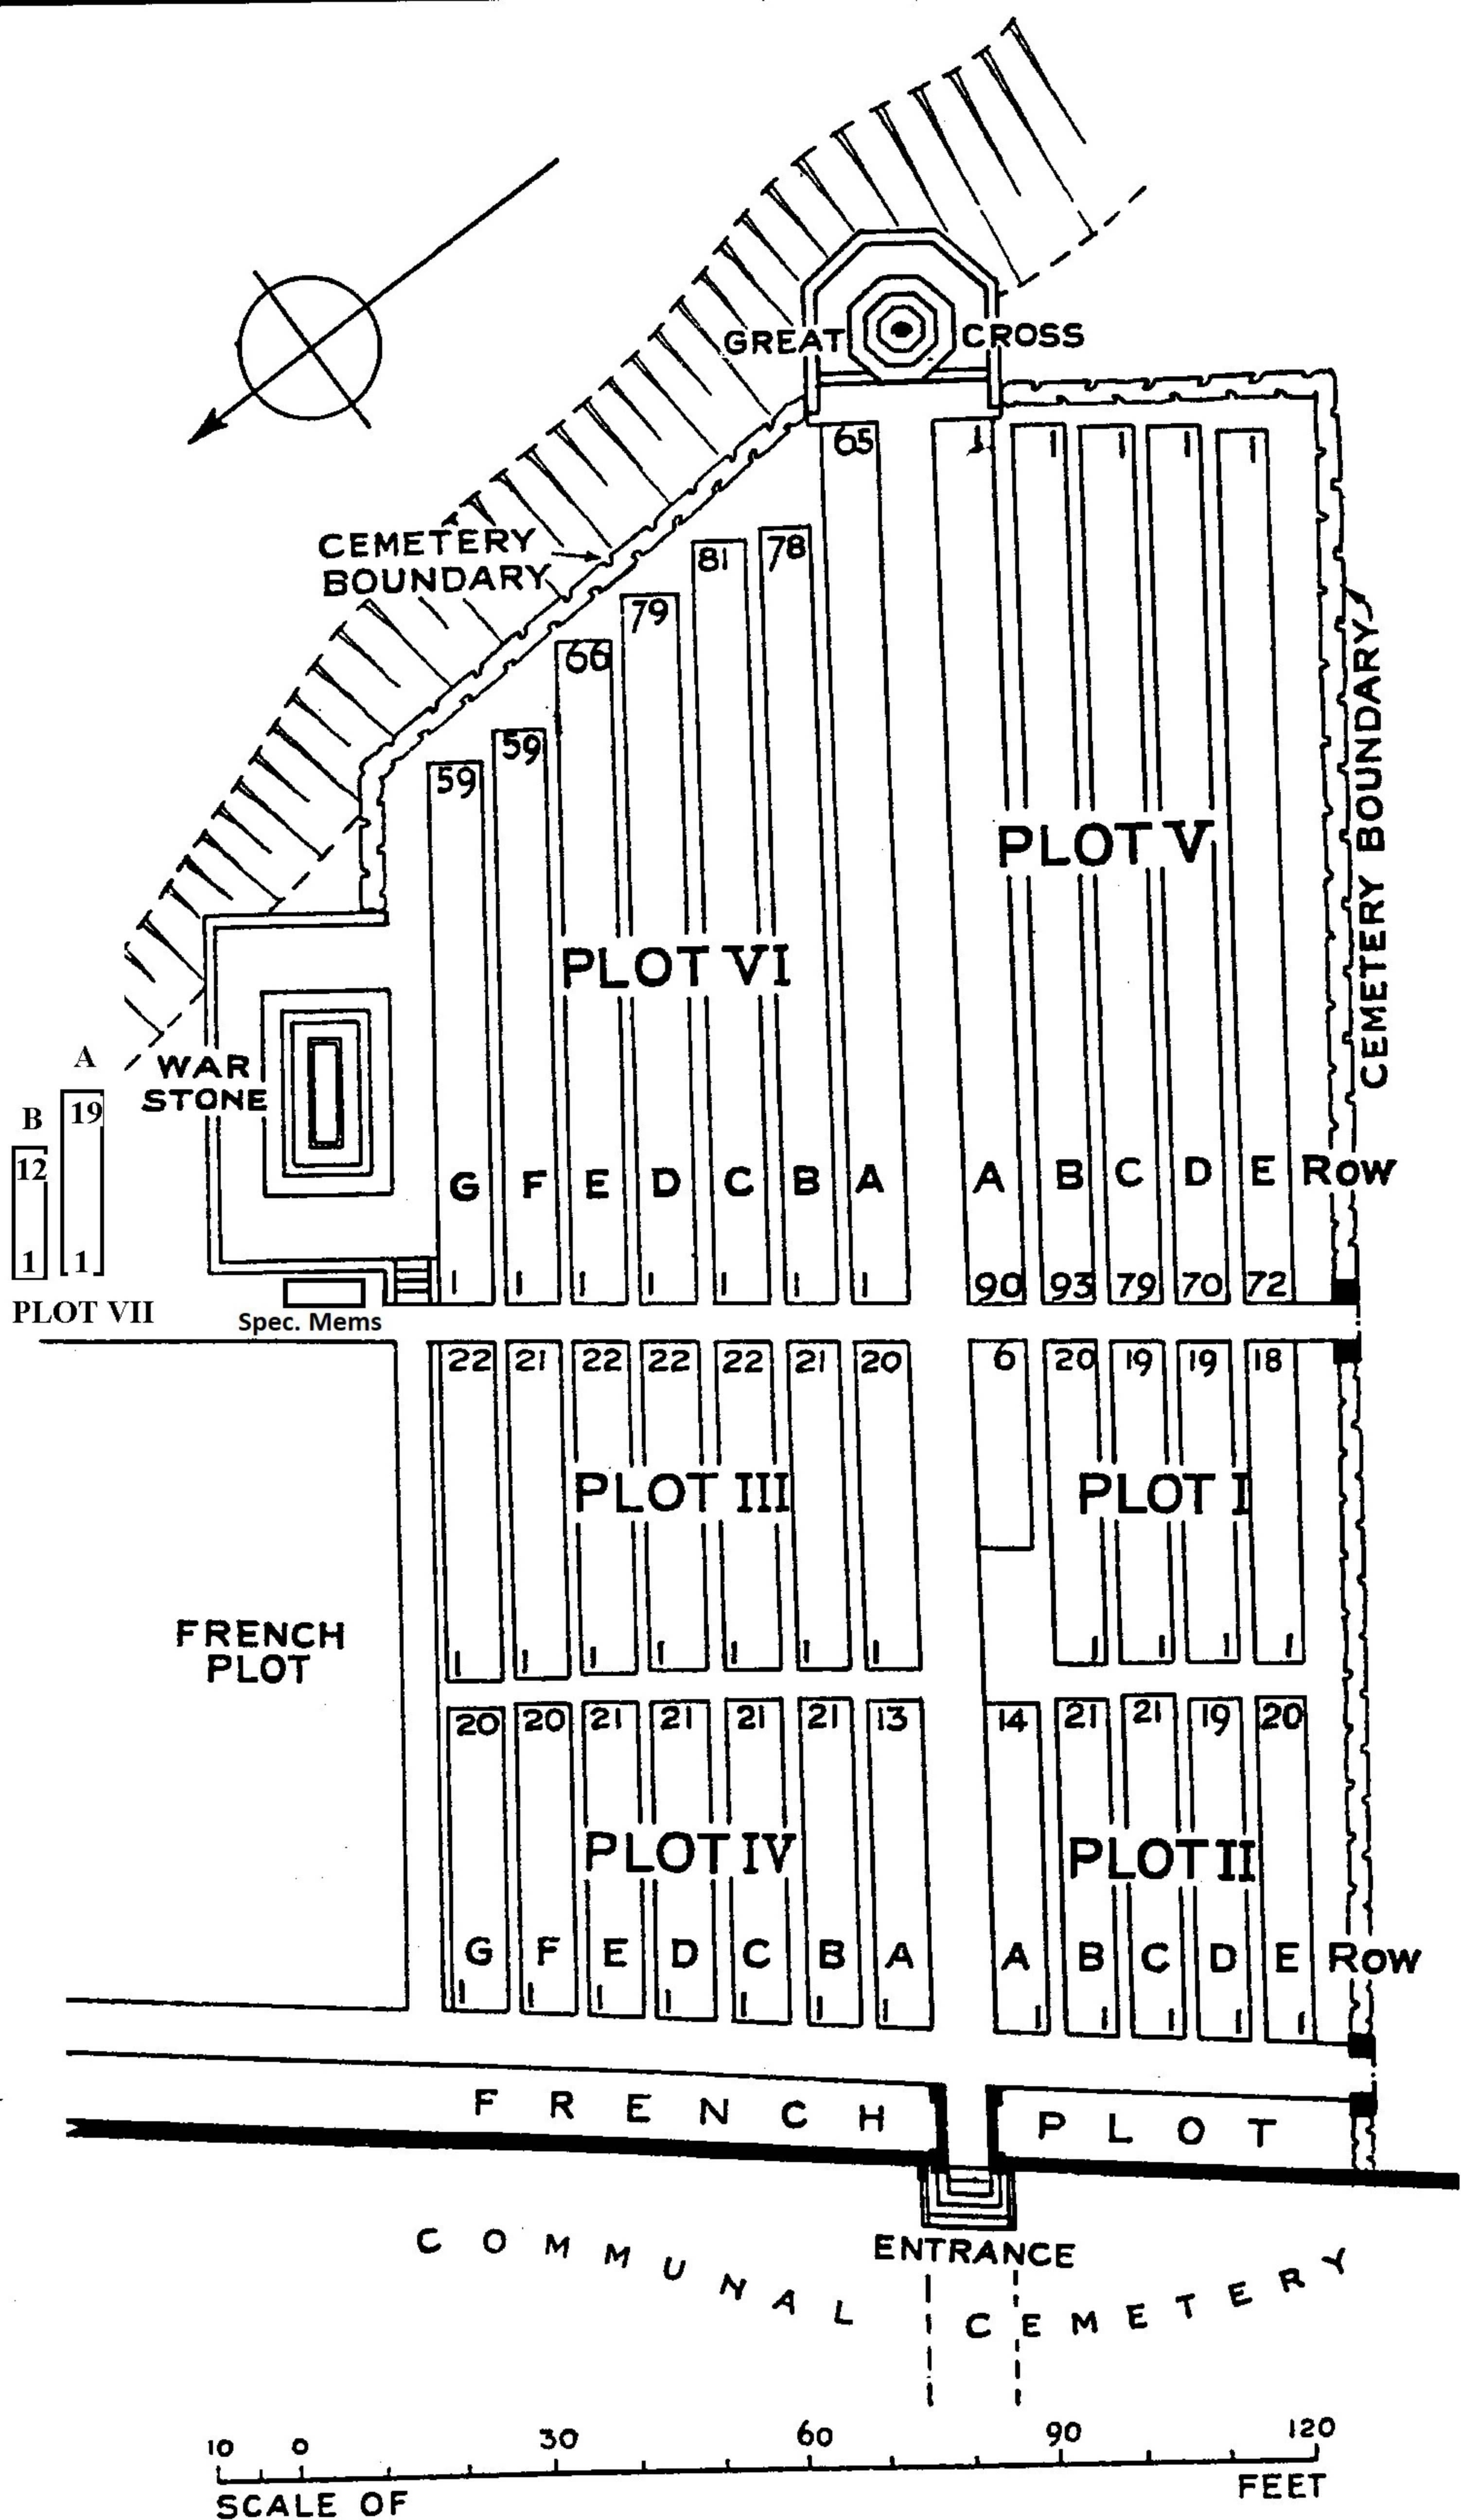 GREAT CROSS
65 1 1 1 1 1
CEMETERY
BOUNDARY
81 78
79
66
59
59
CEMETERY BOUNDARY
PLOT V
PLOT VI
A
WAR
STONE
B
19
12
G F E D C B A A B C D E ROW
1 1
1 1 1 1 1 1 1 90 93 79 70 72
PLOT VII
Spec. Mems
22 21 22 22 22 21 20 6 20 19 19 18
PLOT III PLOT I
FRENCH
PLOT
1 1 1 1 1 1 1 1 1 1 1
20 20 21 21 21 21 13 14 21 21 19 20
PLOT IV PLOT II
G F E D C B A A B C D E ROW
1 1 1 1 1 1 1 1 1 1 1 1
FRENCH PLOT
ENTRANCE
COMMUNAL CEMETERY
10 0 30 60 90 120
SCALE OF FEET